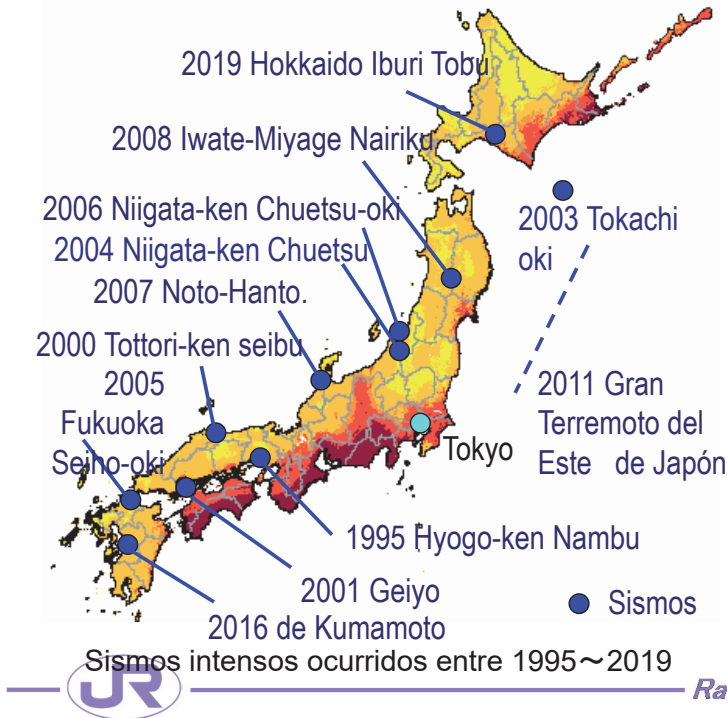 2019 Hokkaido Iburi Tobu
2008 Iwate-Miyage Nairiku
2006 Niigata-ken Chuetsu-oki
2004 Niigata-ken Chuetsu
2007 Noto-Hanto.
2003 Tokachi
oki
2000 Tottori-ken seibu
2005
Fukuoka
Seiho-oki
2011 Gran
Terremoto del
Este de Japón
Tokyo
1995 Hyogo-ken Nambu
2001 Geiyo
2016 de Kumamoto
Sismos
Sismos intensos ocurridos entre 1995～2019
JR
Ra